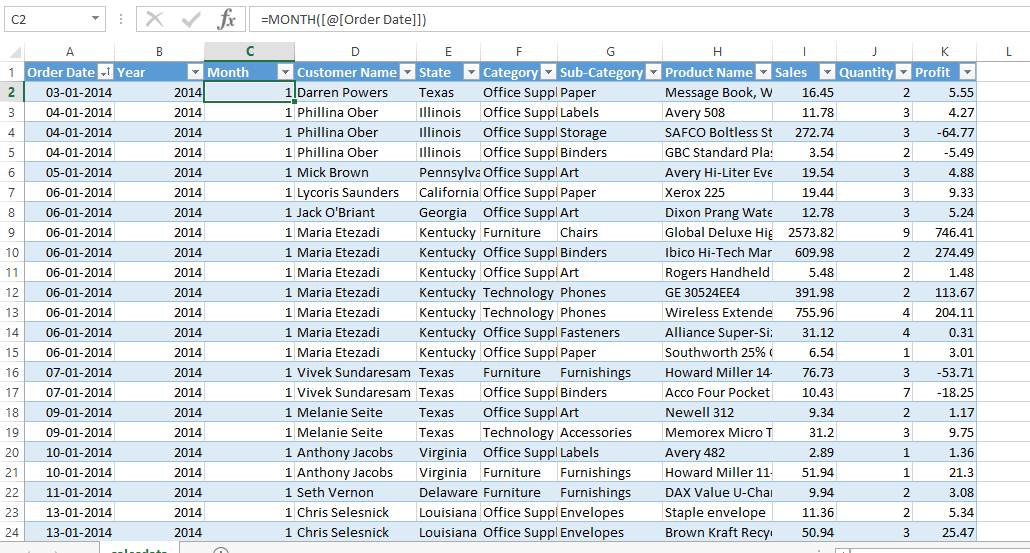 C2 fx =MONTH([@[Order Date]])
A B C D E F G H I J K L
1 Order Date Year Month Customer Name State Category Sub-Category Product Name Sales Quantity Profit
2 03-01-2014 2014 1 Darren Powers Texas Office Suppl Paper Message Book, W 16.45 2 5.55
3 04-01-2014 2014 1 Phillina Ober Illinois Office Suppl Labels Avery 508 11.78 3 4.27
4 04-01-2014 2014 1 Phillina Ober Illinois Office Suppl Storage SAFCO Boltless St 272.74 3 -64.77
5 04-01-2014 2014 1 Phillina Ober Illinois Office Suppl Binders GBC Standard Plas 3.54 2 -5.49
6 05-01-2014 2014 1 Mick Brown Pennsylva Office Suppl Art Avery Hi-Liter Eve 19.54 3 4.88
7 06-01-2014 2014 1 Lycoris Saunders California Office Suppl Paper Xerox 225 19.44 3 9.33
8 06-01-2014 2014 1 Jack O'Briant Georgia Office Suppl Art Dixon Prang Wate 12.78 3 5.24
9 06-01-2014 2014 1 Maria Etezadi Kentucky Furniture Chairs Global Deluxe Hig 2573.82 9 746.41
10 06-01-2014 2014 1 Maria Etezadi Kentucky Office Suppl Binders Ibico Hi-Tech Mar 609.98 2 274.49
11 06-01-2014 2014 1 Maria Etezadi Kentucky Office Suppl Art Rogers Handheld 5.48 2 1.48
12 06-01-2014 2014 1 Maria Etezadi Kentucky Technology Phones GE 30524EE4 391.98 2 113.67
13 06-01-2014 2014 1 Maria Etezadi Kentucky Technology Phones Wireless Extende 755.96 4 204.11
14 06-01-2014 2014 1 Maria Etezadi Kentucky Office Suppl Fasteners Alliance Super-Siz 31.12 4 0.31
15 06-01-2014 2014 1 Maria Etezadi Kentucky Office Suppl Paper Southworth 25% 6.54 1 3.01
16 07-01-2014 2014 1 Vivek Sundaresam Texas Furniture Furnishings Howard Miller 14- 76.73 3 -53.71
17 07-01-2014 2014 1 Vivek Sundaresam Texas Office Suppl Binders Acco Four Pocket 10.43 7 -18.25
18 09-01-2014 2014 1 Melanie Seite Texas Office Suppl Art Newell 312 9.34 2 1.17
19 09-01-2014 2014 1 Melanie Seite Texas Technology Accessories Memorex Micro T 31.2 3 9.75
20 10-01-2014 2014 1 Anthony Jacobs Virginia Office Suppl Labels Avery 482 2.89 1 1.36
21 10-01-2014 2014 1 Anthony Jacobs Virginia Furniture Furnishings Howard Miller 11- 51.94 1 21.3
22 11-01-2014 2014 1 Seth Vernon Delaware Furniture Furnishings DAX Value U-Char 9.94 2 3.08
23 13-01-2014 2014 1 Chris Selesnick Louisiana Office Suppl Envelopes Staple envelope 11.36 2 5.34
24 13-01-2014 2014 1 Chris Selesnick Louisiana Office Suppl Envelopes Brown Kraft Recyc 50.94 3 25.47